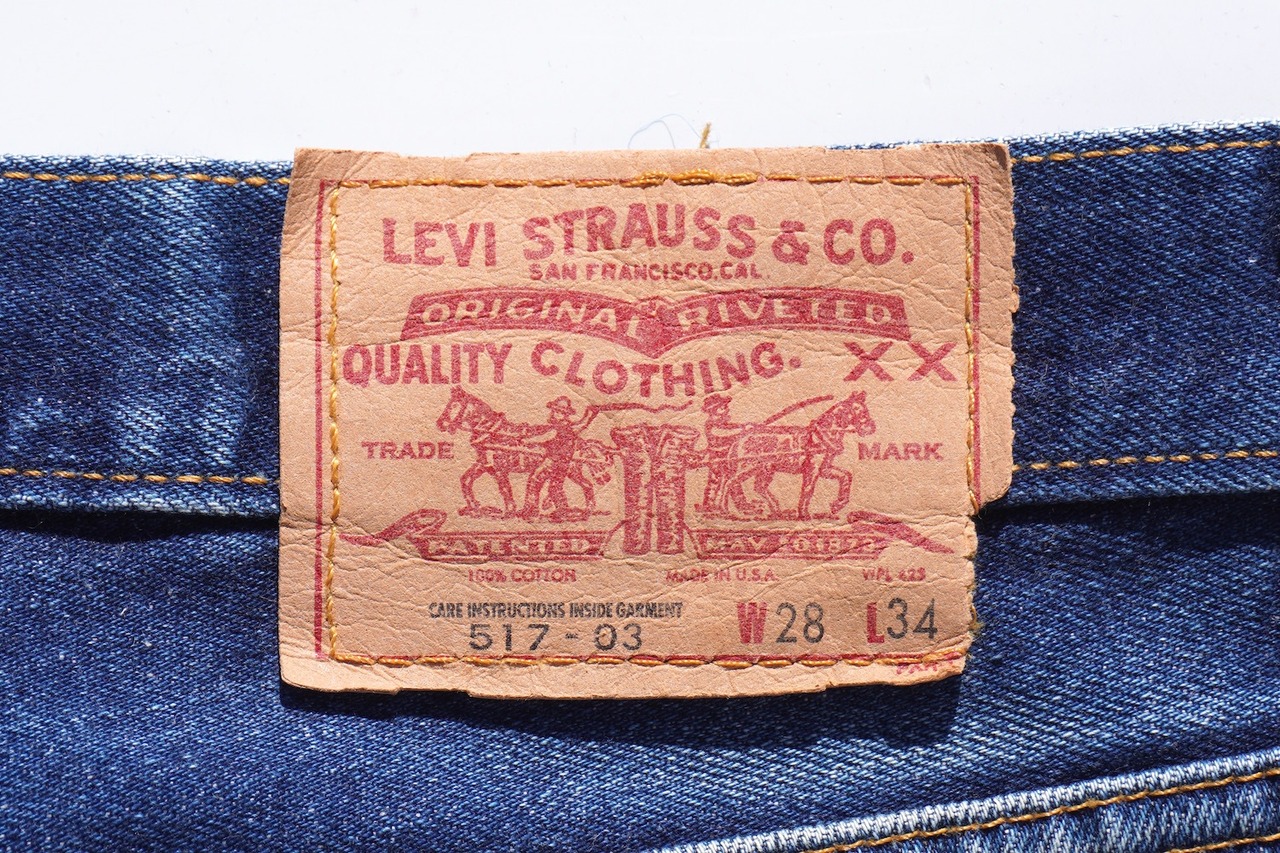 LEVI STRAUSS & CO.
SAN FRANCISCO, CAL.
ORIGINAL RIVETED
QUALITY CLOTHING. XX
TRADE MARK
PATENTED MAY 20 1873
100% COTTON MADE IN U.S.A. WPL 423
CARE INSTRUCTIONS INSIDE GARMENT
517-03 W28 L34